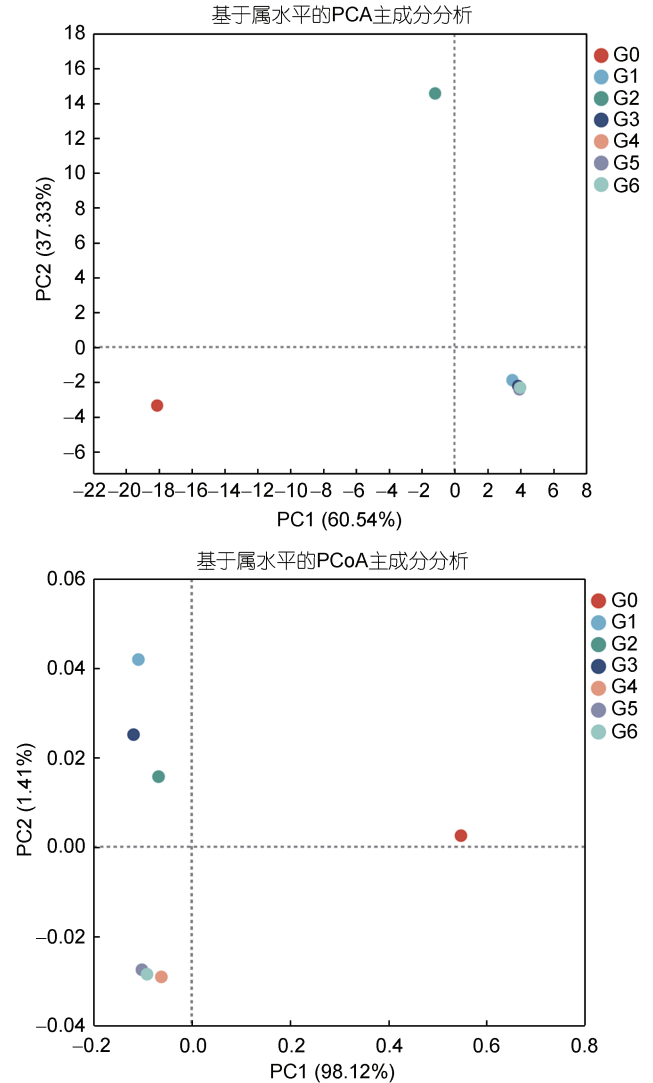 基于属水平的PCA主成分分析
18
16
14
12
10
8
6
4
2
0
−2
−4
−6
PC2 (37.33%)
−22 −20 −18 −16 −14 −12 −10 −8 −6 −4 −2 0 2 4 6 8
PC1 (60.54%)
G0
G1
G2
G3
G4
G5
G6
基于属水平的PCoA主成分分析
0.06
0.04
0.02
0.00
−0.02
−0.04
PC2 (1.41%)
−0.2 0.0 0.2 0.4 0.6 0.8
PC1 (98.12%)
G0
G1
G2
G3
G4
G5
G6